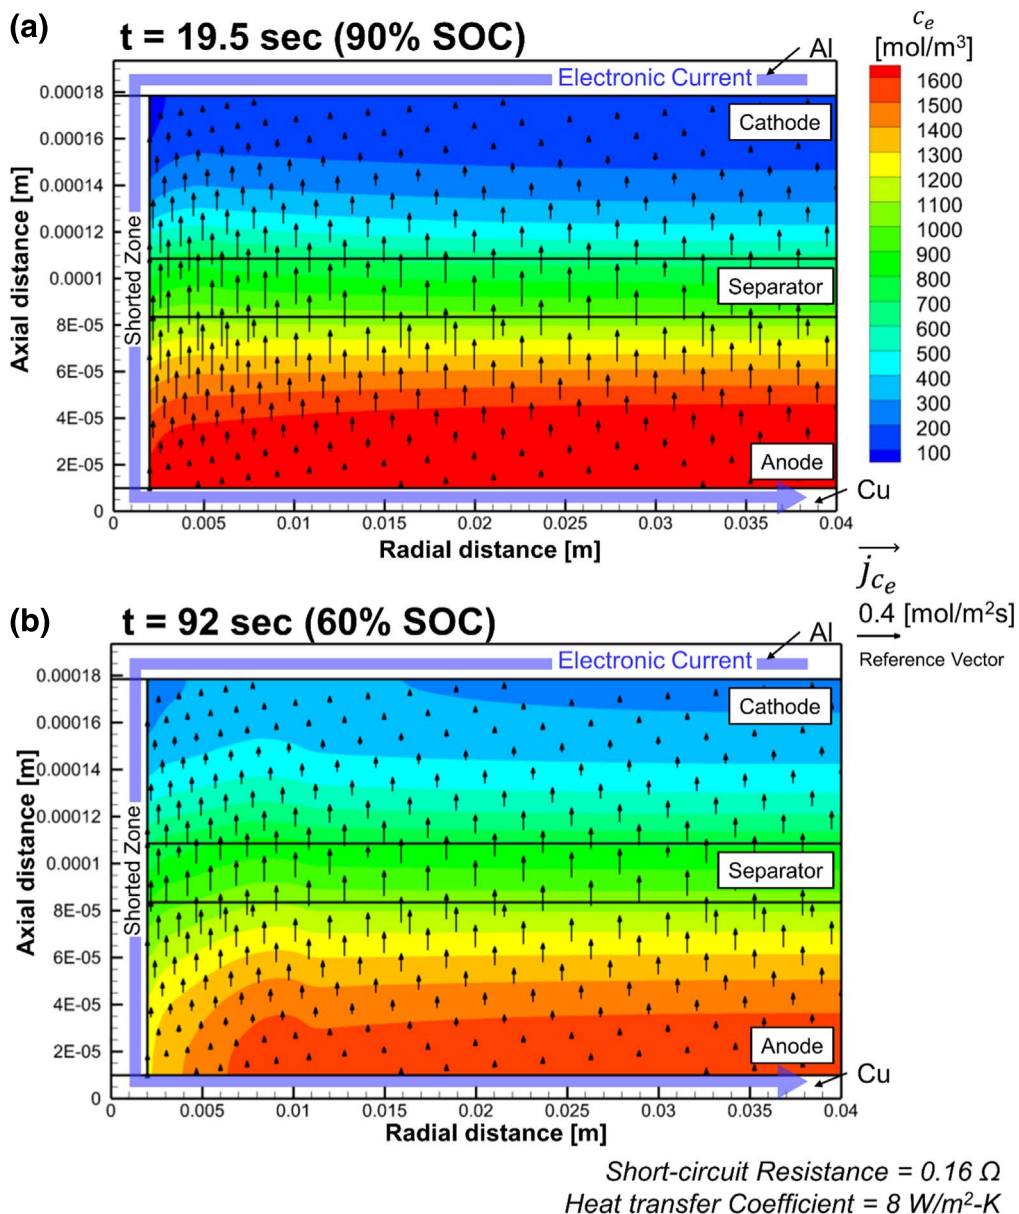 (a)
t = 19.5 sec (90% SOC)
c_e
[mol/m³]
Al
Electronic Current
Cathode
Separator
Anode
Shorted Zone
Cu
Axial distance [m]
0.00018
0.00016
0.00014
0.00012
0.0001
8E-05
6E-05
4E-05
2E-05
0
0 0.005 0.01 0.015 0.02 0.025 0.03 0.035 0.04
Radial distance [m]
1600
1500
1400
1300
1200
1100
1000
900
800
700
600
500
400
300
200
100
j_{c_e}
0.4 [mol/m²s]
Reference Vector
(b)
t = 92 sec (60% SOC)
Al
Electronic Current
Cathode
Separator
Anode
Shorted Zone
Cu
Axial distance [m]
0.00018
0.00016
0.00014
0.00012
0.0001
8E-05
6E-05
4E-05
2E-05
0
0 0.005 0.01 0.015 0.02 0.025 0.03 0.035 0.04
Radial distance [m]
Short-circuit Resistance = 0.16 Ω
Heat transfer Coefficient = 8 W/m²-K